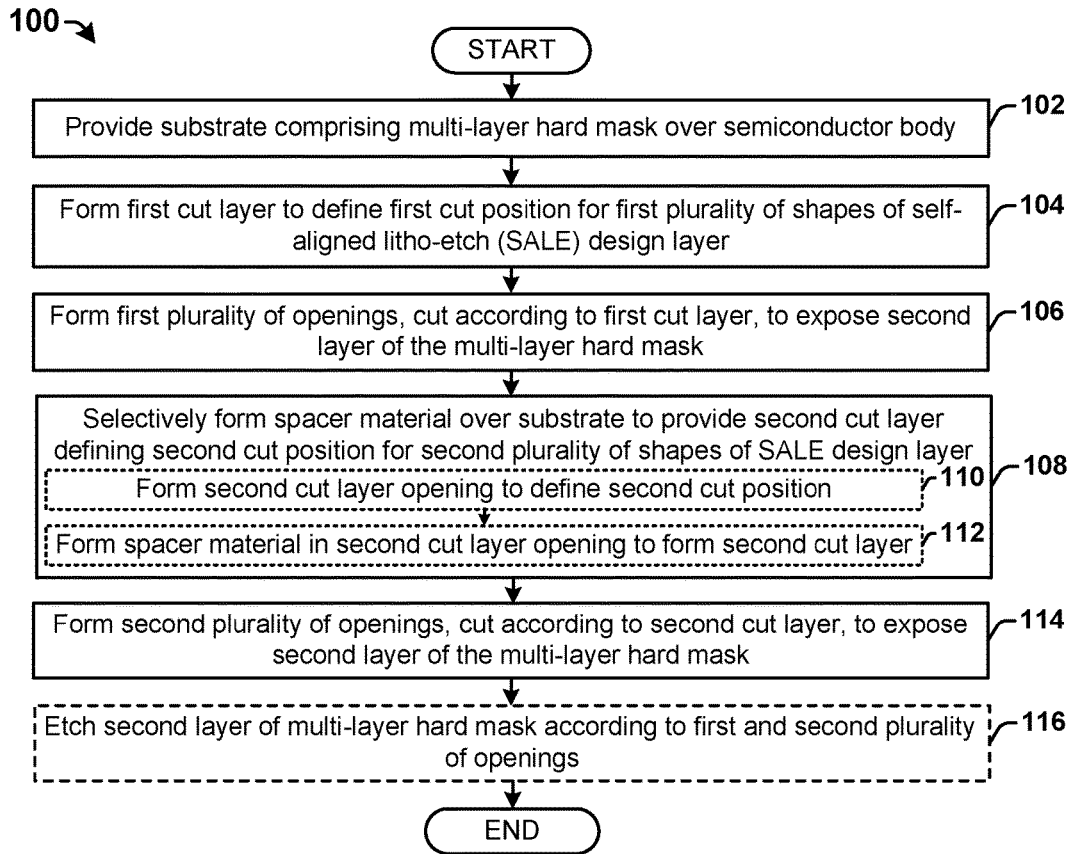 100
START
Provide substrate comprising multi-layer hard mask over semiconductor body
102
Form first cut layer to define first cut position for first plurality of shapes of self-
aligned litho-etch (SALE) design layer
104
Form first plurality of openings, cut according to first cut layer, to expose second
layer of the multi-layer hard mask
106
Selectively form spacer material over substrate to provide second cut layer
defining second cut position for second plurality of shapes of SALE design layer
108
Form second cut layer opening to define second cut position
110
Form spacer material in second cut layer opening to form second cut layer
112
Form second plurality of openings, cut according to second cut layer, to expose
second layer of the multi-layer hard mask
114
Etch second layer of multi-layer hard mask according to first and second plurality
of openings
116
END